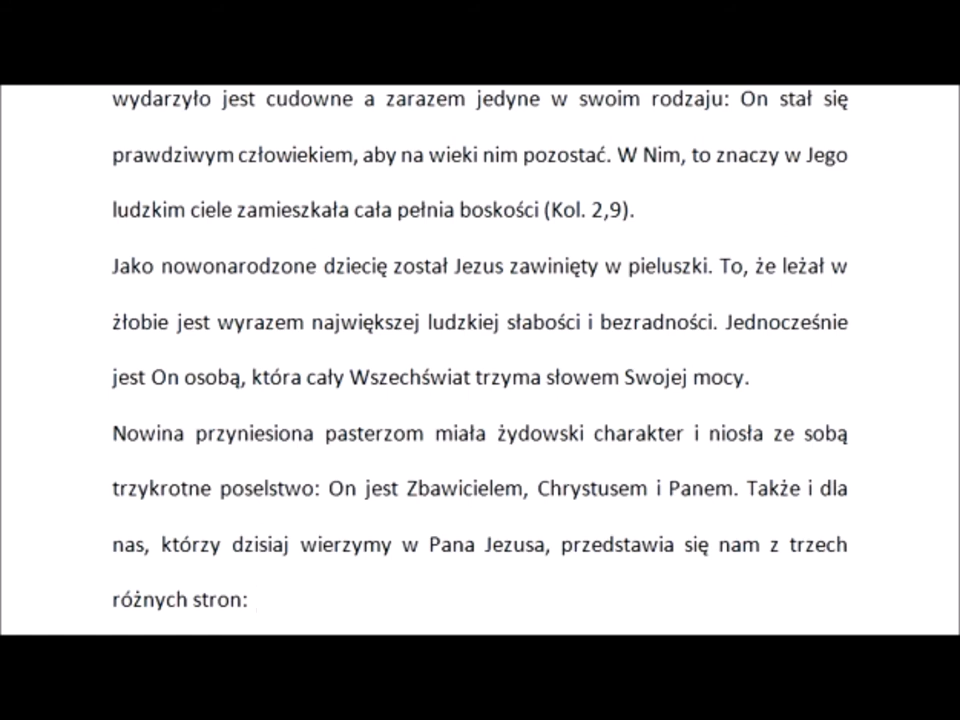 wydarzyło jest cudowne a zarazem jedyne w swoim rodzaju: On stał się
prawdziwym człowiekiem, aby na wieki nim pozostać. W Nim, to znaczy w Jego
ludzkim ciele zamieszkała cała pełnia boskości (Kol. 2,9).
Jako nowonarodzone dziecię został Jezus zawinięty w pieluszki. To, że leżał w
żłobie jest wyrazem największej ludzkiej słabości i bezradności. Jednocześnie
jest On osobą, która cały Wszechświat trzyma słowem Swojej mocy.
Nowina przyniesiona pasterzom miała żydowski charakter i niosła ze sobą
trzykrotne poselstwo: On jest Zbawicielem, Chrystusem i Panem. Także i dla
nas, którzy dzisiaj wierzymy w Pana Jezusa, przedstawia się nam z trzech
różnych stron: